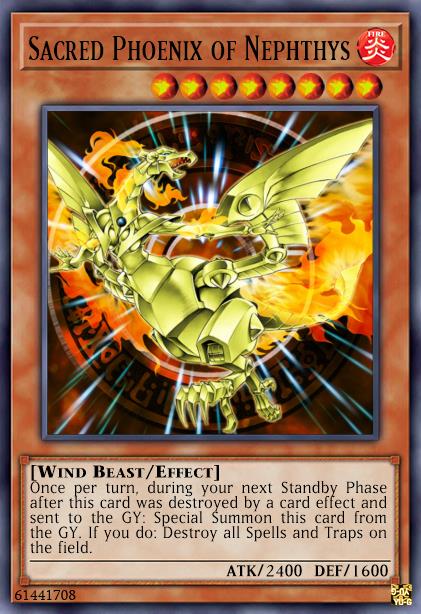 Sacred Phoenix of Nephthys
FIRE
炎
[Wind Beast/Effect]
Once per turn, during your next Standby Phase
after this card was destroyed by a card effect and
sent to the GY: Special Summon this card from
the GY. If you do: Destroy all Spells and Traps on
the field.
ATK/2400 DEF/1600
61441708